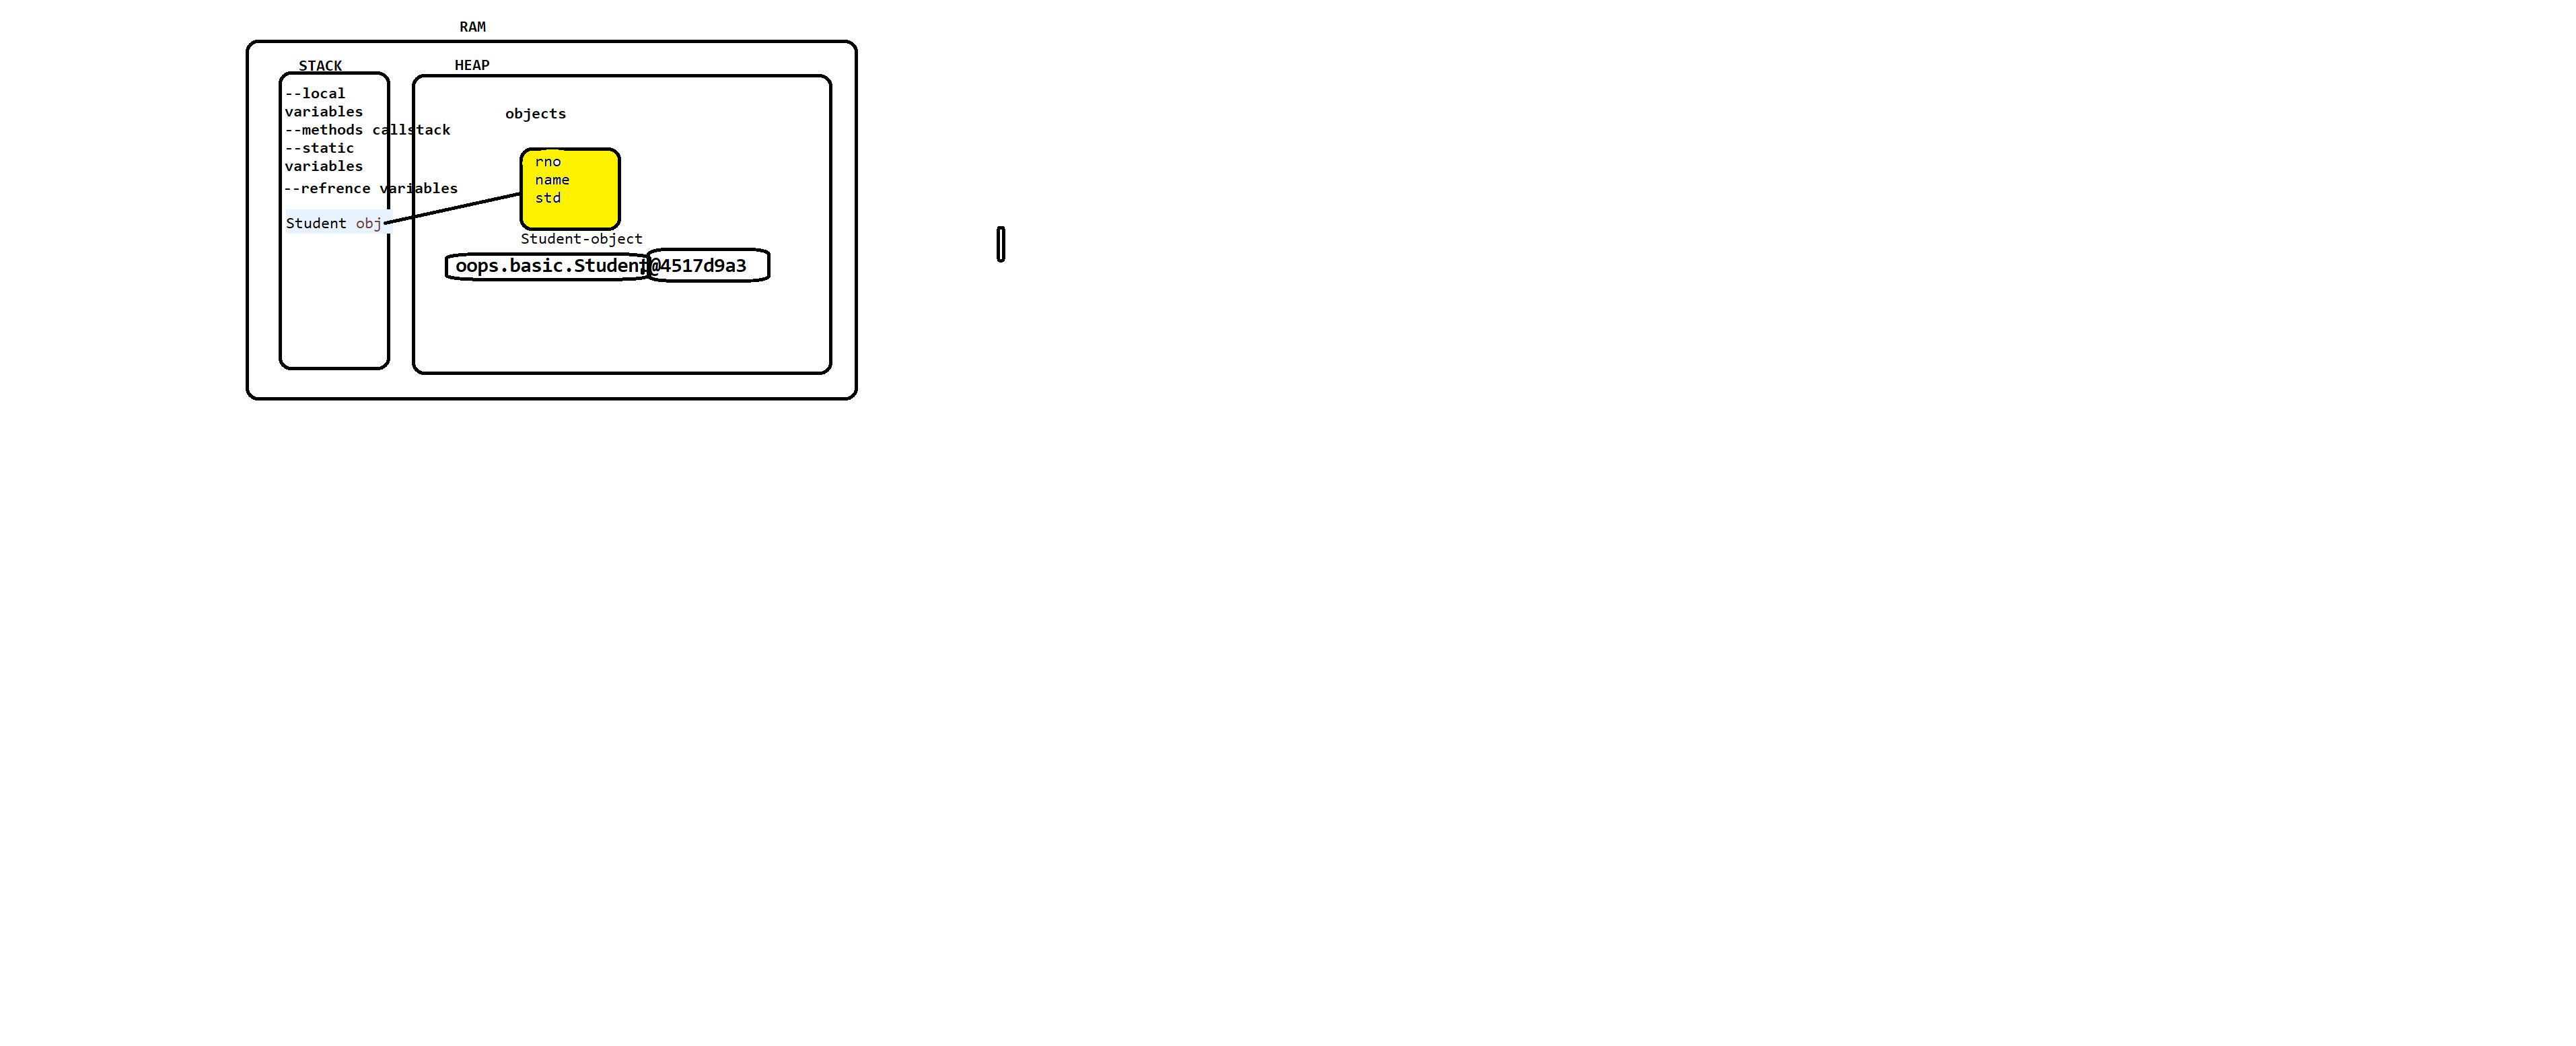 RAM
STACK
HEAP
--local
variables
--methods callstack
--static
variables
--refrence variables
Student obj
objects
rno
name
std
Student-object
oops.basic.Student@4517d9a3